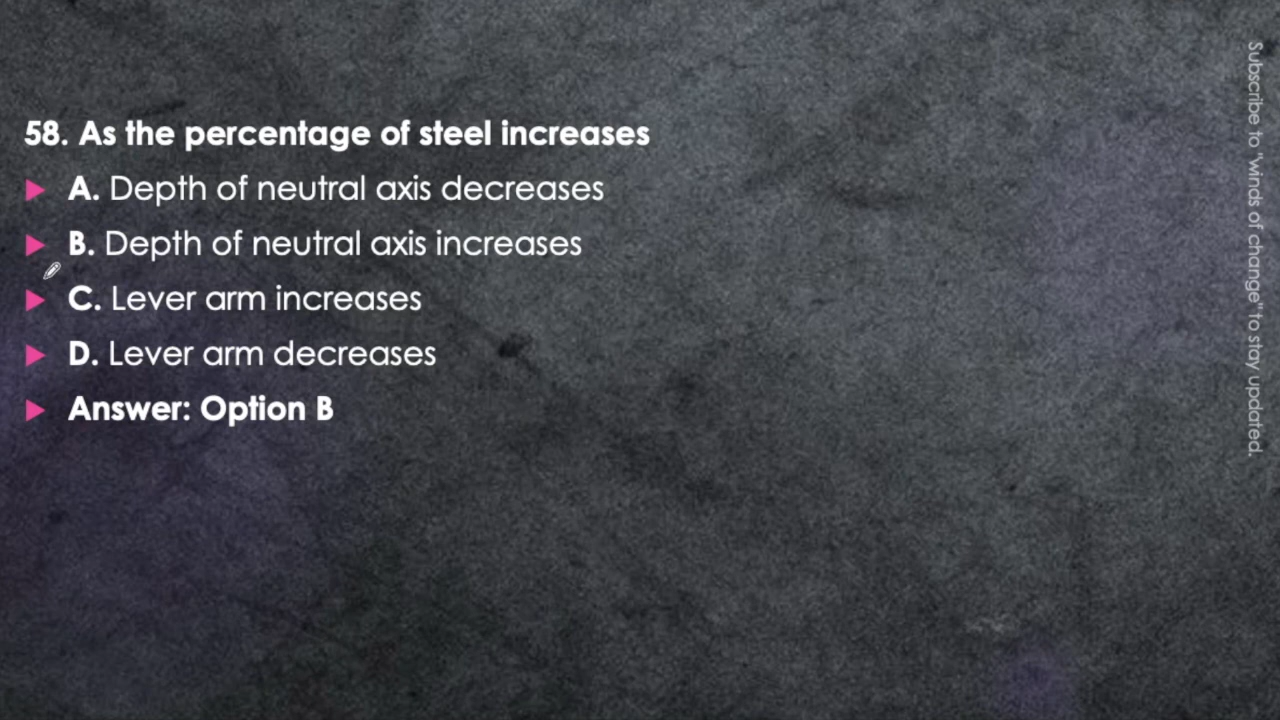 58. As the percentage of steel increases
A. Depth of neutral axis decreases
B. Depth of neutral axis increases
C. Lever arm increases
D. Lever arm decreases
Answer: Option B
Subscribe to "winds of change" to stay updated.